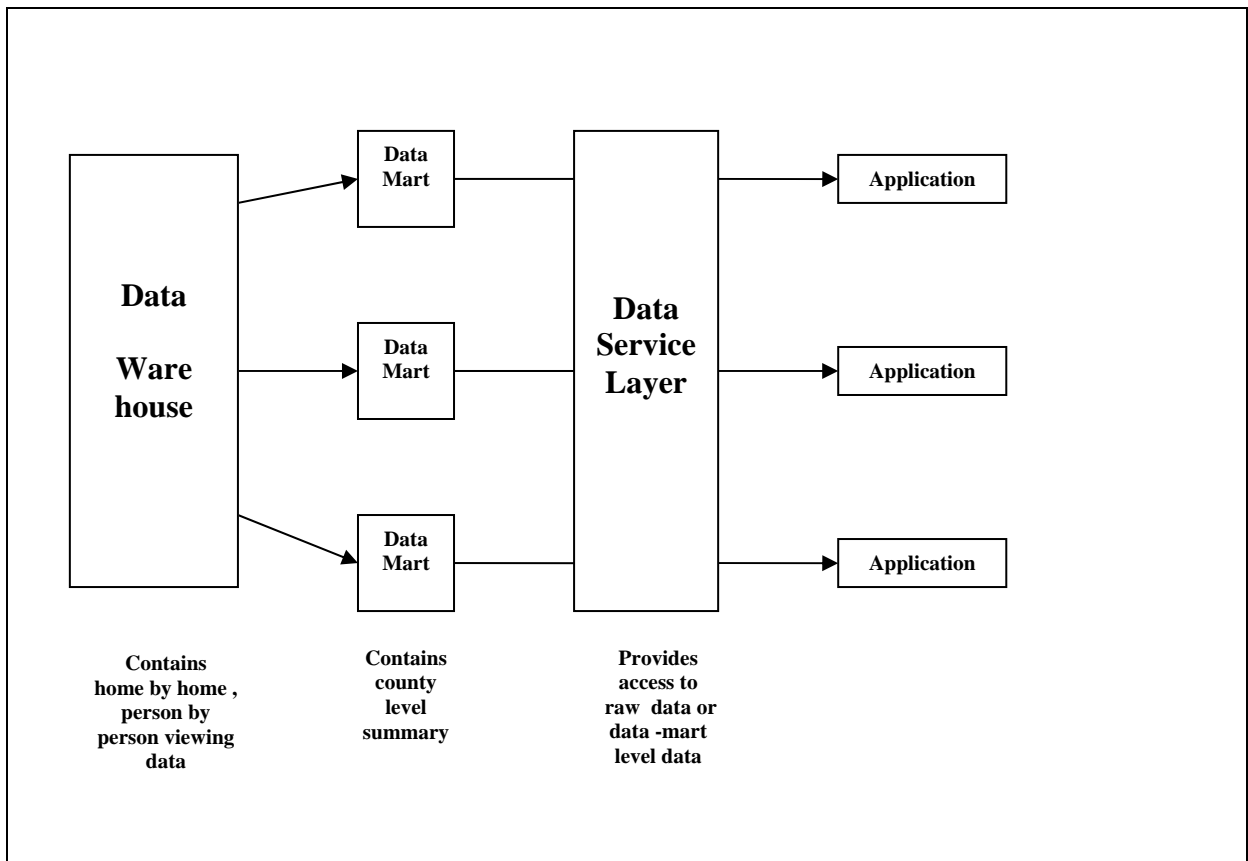 Data
Ware
house
Data
Mart
Data
Mart
Data
Mart
Data
Service
Layer
Application
Application
Application
Contains
home by home ,
person by
person viewing
data
Contains
county
level
summary
Provides
access to
raw data or
data -mart
level data